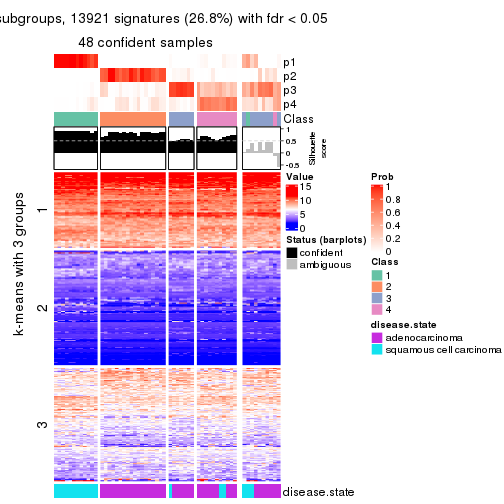 subgroups, 13921 signatures (26.8%) with fdr < 0.05
48 confident samples
p1
p2
p3
p4
Class
1
0.5
0
-0.5
Silhouette
score
k-means with 3 groups
1
2
3
Value
15
10
5
0
Status (barplots)
confident
ambiguous
Prob
1
0.8
0.6
0.4
0.2
0
Class
1
2
3
4
disease.state
adenocarcinoma
squamous cell carcinoma
disease.state